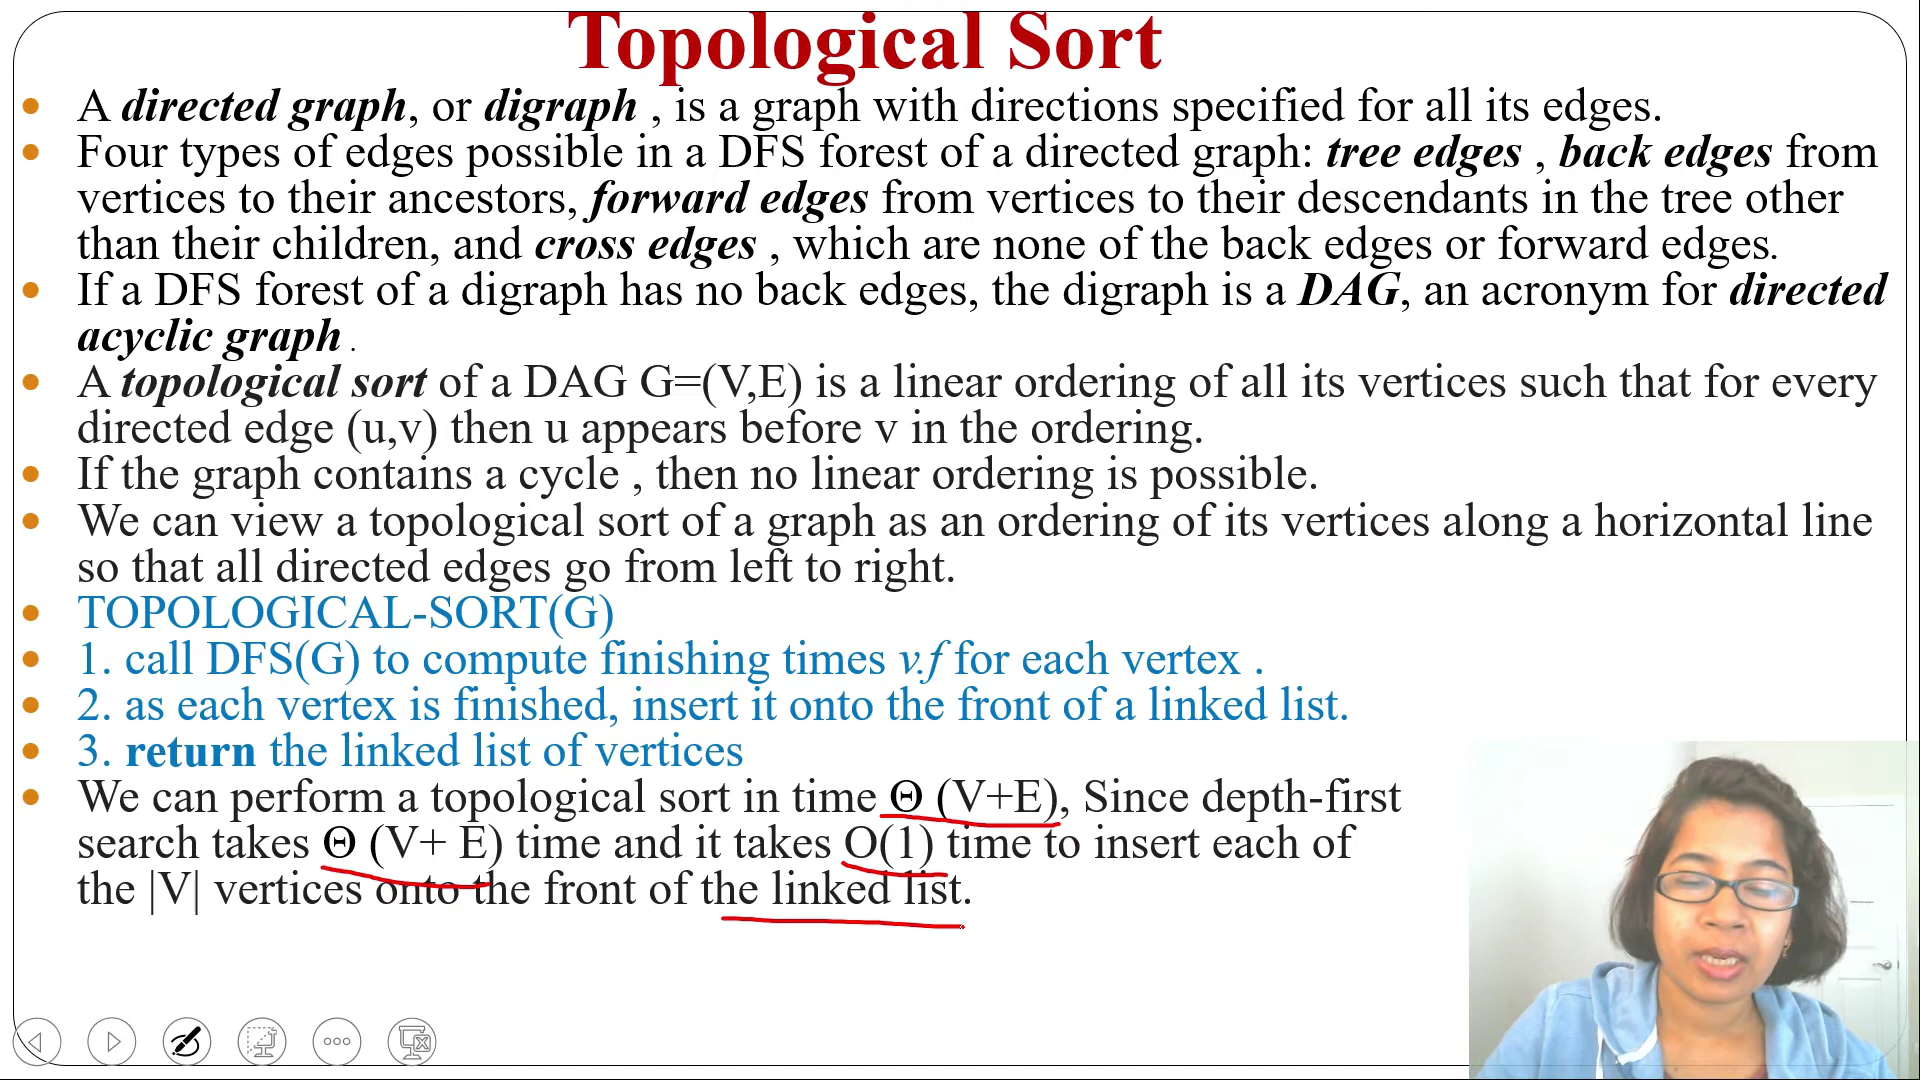 Topological Sort
• A directed graph, or digraph , is a graph with directions specified for all its edges.
• Four types of edges possible in a DFS forest of a directed graph: tree edges , back edges from
vertices to their ancestors, forward edges from vertices to their descendants in the tree other
than their children, and cross edges , which are none of the back edges or forward edges.
• If a DFS forest of a digraph has no back edges, the digraph is a DAG, an acronym for directed
acyclic graph .
• A topological sort of a DAG G=(V,E) is a linear ordering of all its vertices such that for every
directed edge (u,v) then u appears before v in the ordering.
• If the graph contains a cycle , then no linear ordering is possible.
• We can view a topological sort of a graph as an ordering of its vertices along a horizontal line
so that all directed edges go from left to right.
• TOPOLOGICAL-SORT(G)
• 1. call DFS(G) to compute finishing times v.f for each vertex .
• 2. as each vertex is finished, insert it onto the front of a linked list.
• 3. return the linked list of vertices
• We can perform a topological sort in time Θ (V+E), Since depth-first
search takes Θ (V+ E) time and it takes O(1) time to insert each of
the |V| vertices onto the front of the linked list.